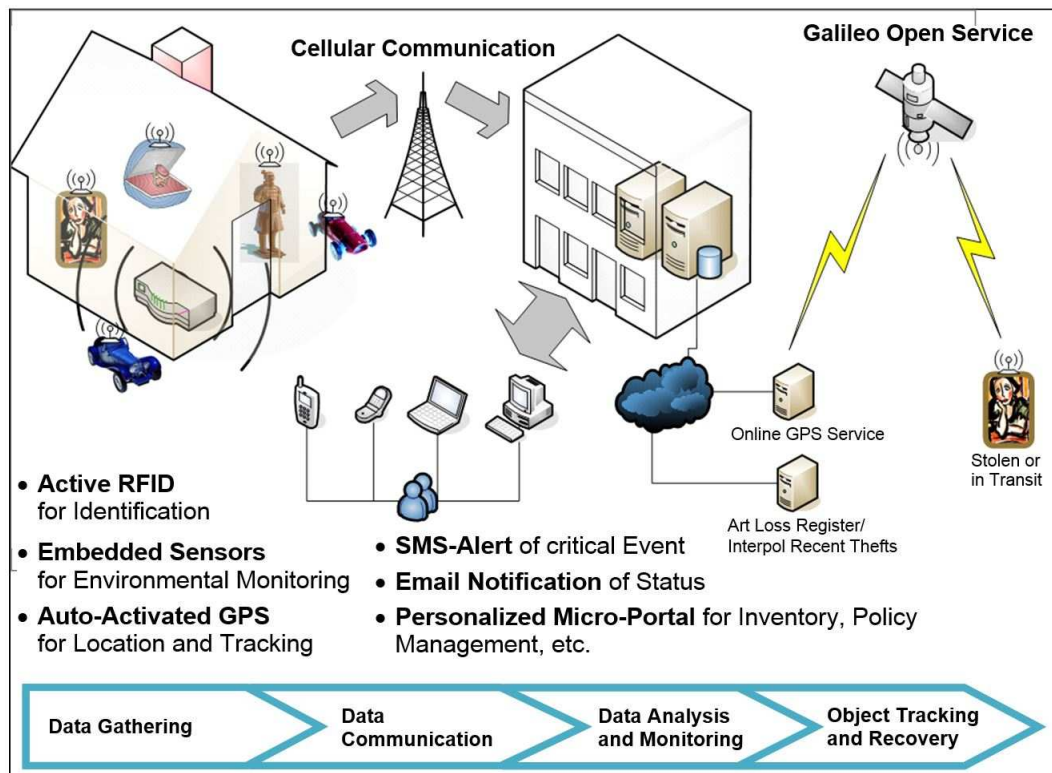 Cellular Communication
Galileo Open Service
Online GPS Service
Stolen or
in Transit
Art Loss Register/
Interpol Recent Thefts
• Active RFID
for Identification
• Embedded Sensors
for Environmental Monitoring
• Auto-Activated GPS
for Location and Tracking
• SMS-Alert of critical Event
• Email Notification of Status
• Personalized Micro-Portal for Inventory, Policy
Management, etc.
Data Gathering
Data
Communication
Data Analysis
and Monitoring
Object Tracking
and Recovery